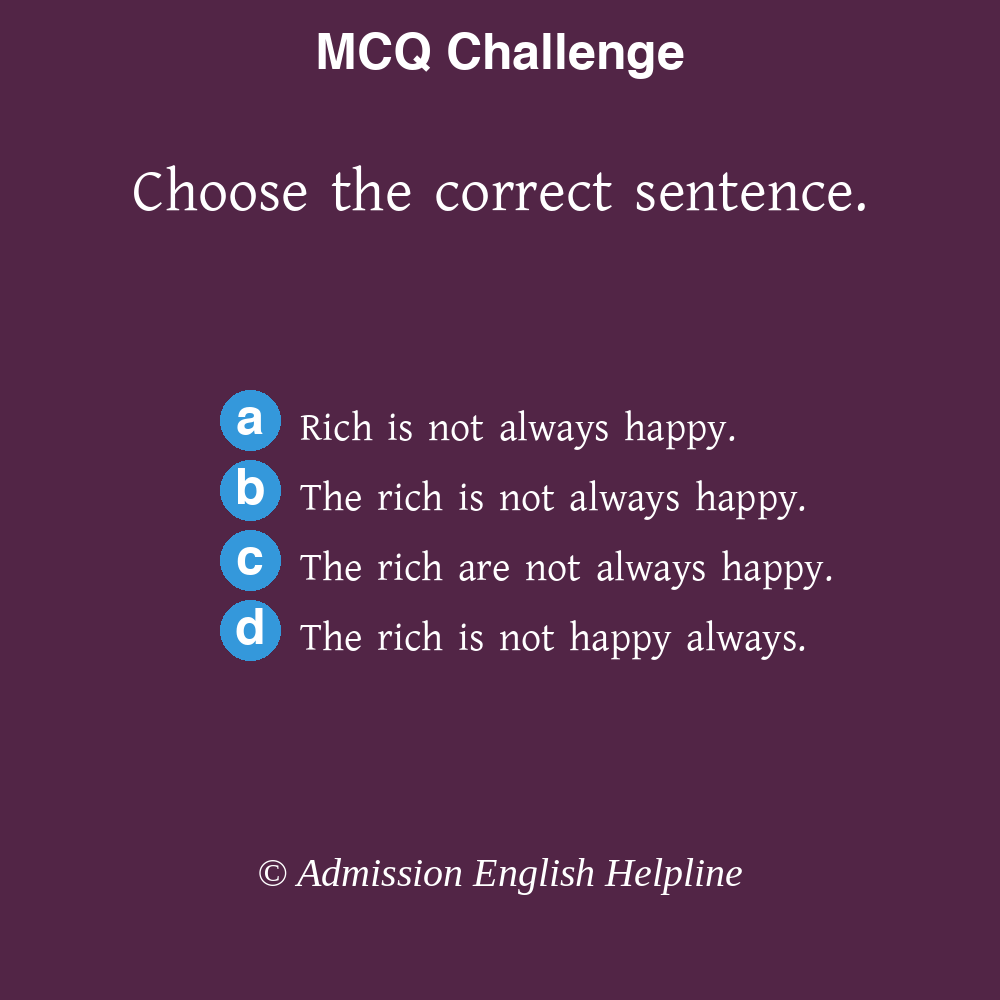 MCQ Challenge
Choose the correct sentence.
a Rich is not always happy.
b The rich is not always happy.
c The rich are not always happy.
d The rich is not happy always.
© Admission English Helpline